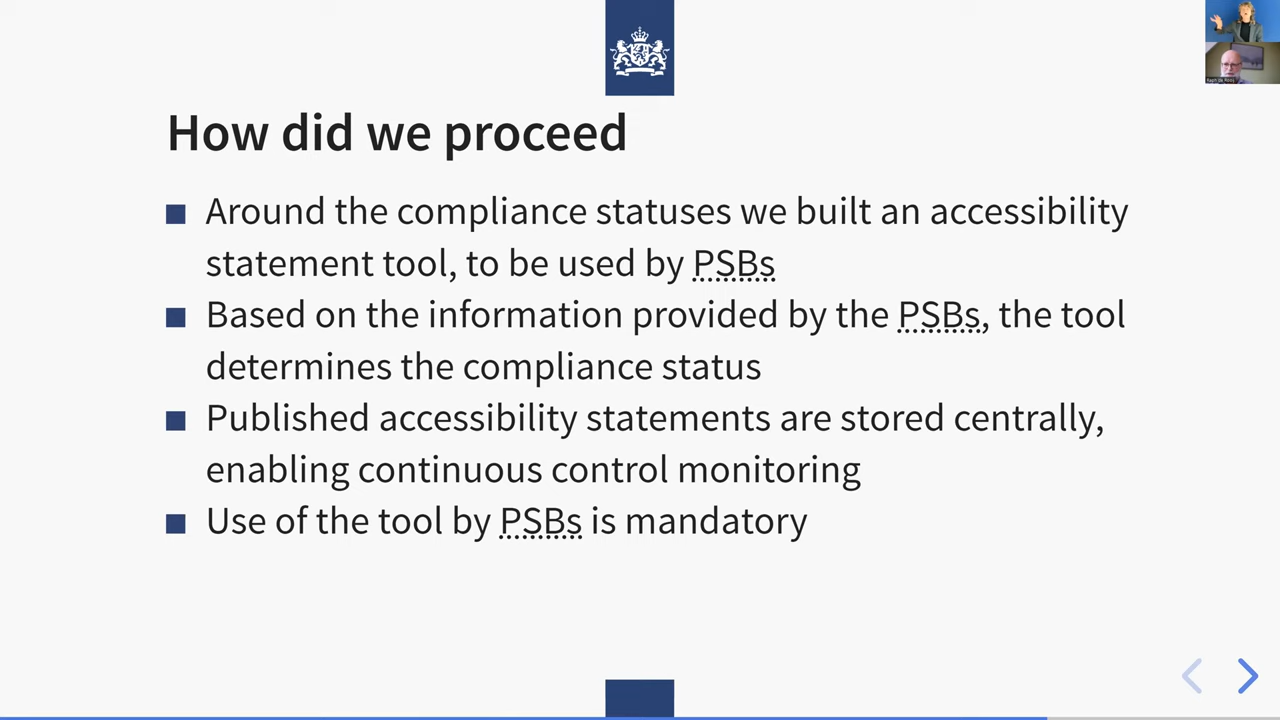 How did we proceed
Around the compliance statuses we built an accessibility
statement tool, to be used by PSBs
Based on the information provided by the PSBs, the tool
determines the compliance status
Published accessibility statements are stored centrally,
enabling continuous control monitoring
Use of the tool by PSBs is mandatory